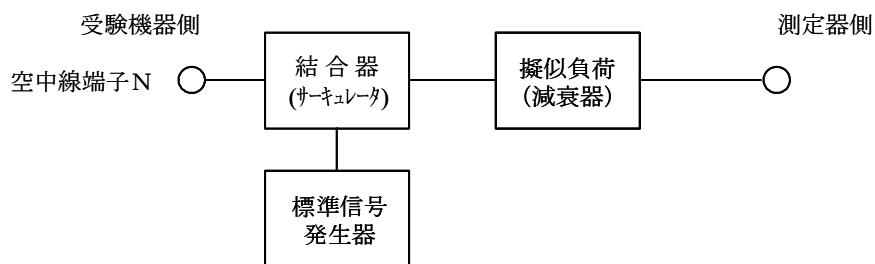 受験機器側
測定器側
空中線端子N
結合器
(サーキュレータ)
擬似負荷
(減衰器)
標準信号
発生器